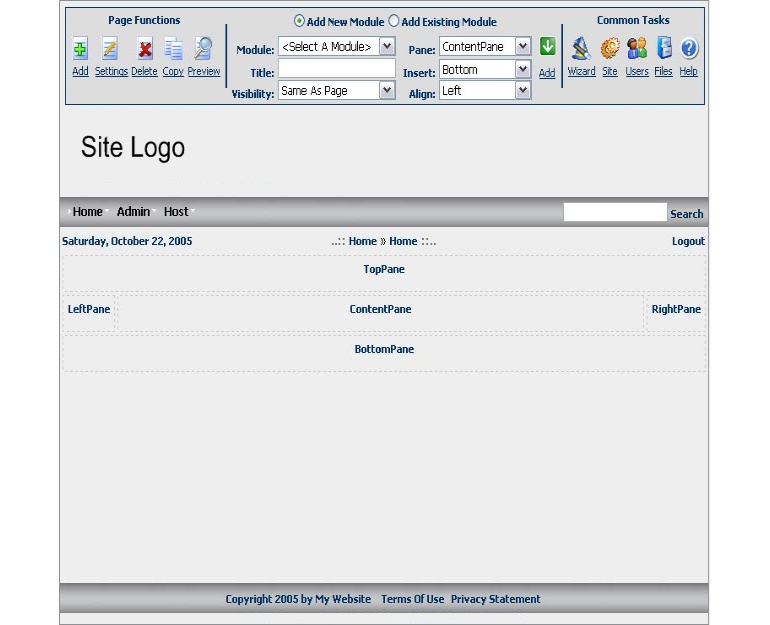 Page Functions
Add Settings Delete Copy Preview
Add New Module Add Existing Module
Module: <Select A Module> Pane: ContentPane
Title: Insert: Bottom
Visibility: Same As Page Align: Left
Add
Common Tasks
Wizard Site Users Files Help
Site Logo
Home Admin Host Search
Saturday, October 22, 2005 ..:: Home » Home ::.. Logout
TopPane
LeftPane ContentPane RightPane
BottomPane
Copyright 2005 by My Website Terms Of Use Privacy Statement